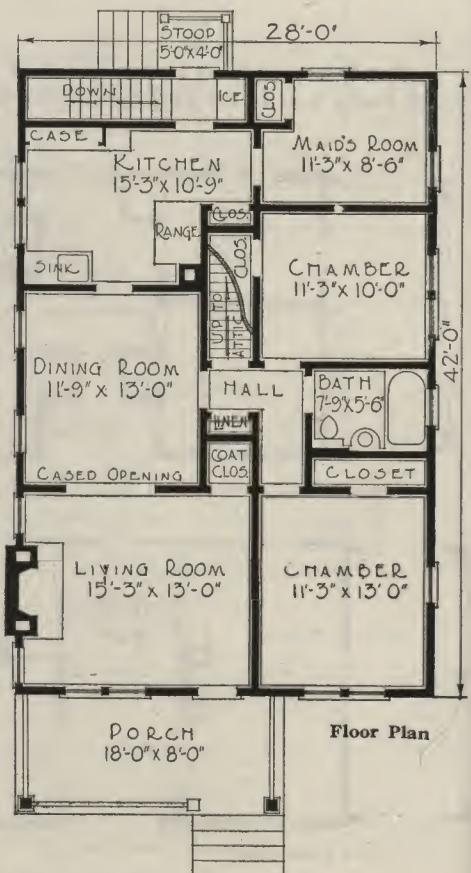 STOOP
5'-0"X4'-0"
28'-0"
DOWN
ICE
CLOS.
CASE
KITCHEN
15'-3"X10'-9"
MAID'S ROOM
11'-3"X 8'-6"
CLOS.
RANGE
SINK
CLOS.
UP TO
ATTIC
CHAMBER
11'-3"X 10'-0"
42'-0"
DINING ROOM
11'-9" X 13'-0"
HALL
BATH
7'-9"X5'-6"
LINEN
CASED OPENING
COAT
CLOS.
CLOSET
LIVING ROOM
15'-3" X 13'-0"
CHAMBER
11'-3" X 13'0"
PORCH
18'-0"X 8'-0"
Floor Plan